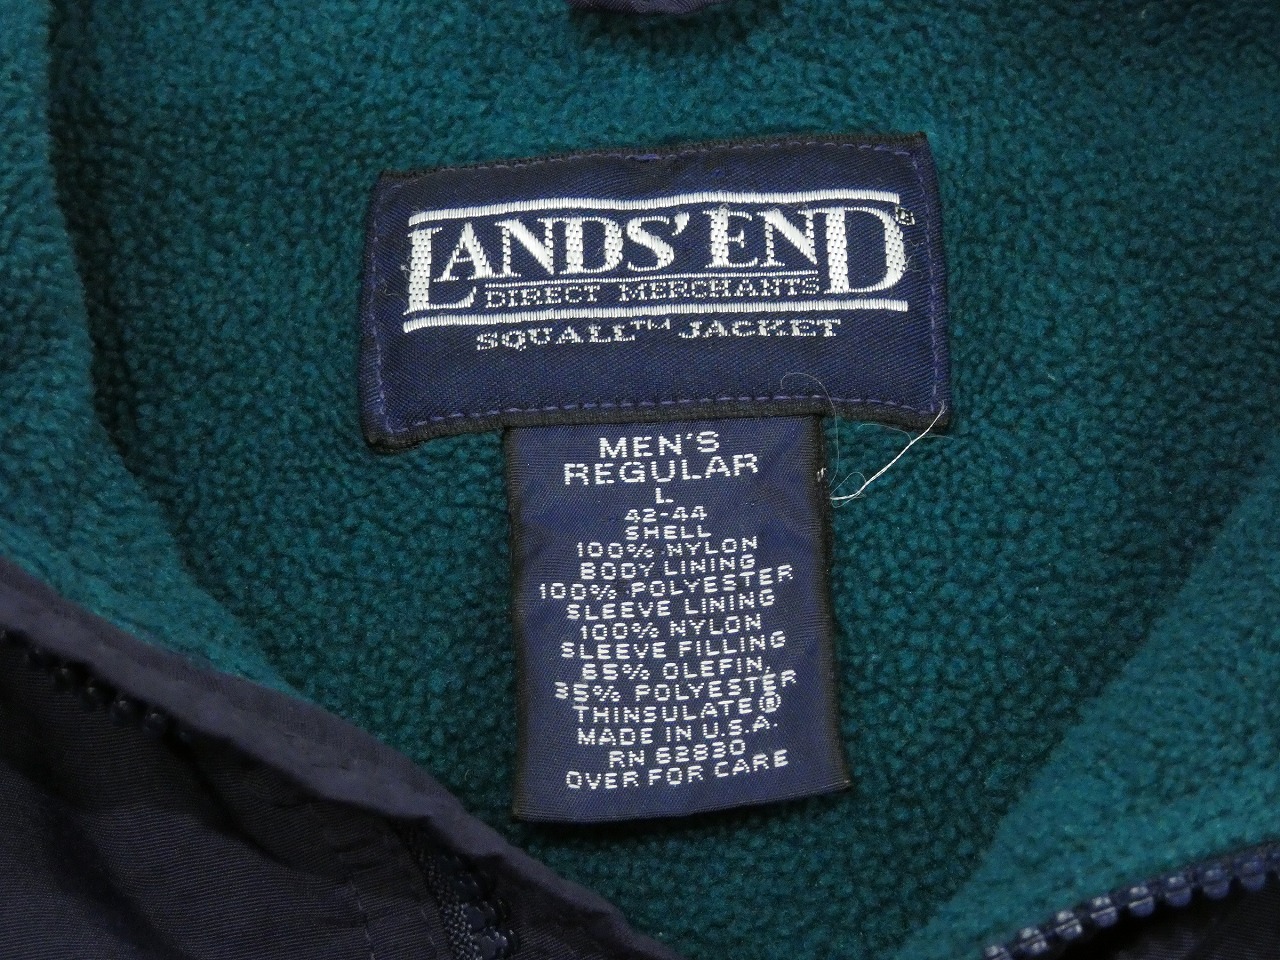 LANDS' END®
DIRECT MERCHANTS
SQUALL™ JACKET
MEN'S
REGULAR
L
42-44
SHELL
100% NYLON
BODY LINING
100% POLYESTER
SLEEVE LINING
100% NYLON
SLEEVE FILLING
65% OLEFIN,
35% POLYESTER
THINSULATE®
MADE IN U.S.A.
RN 62830
OVER FOR CARE